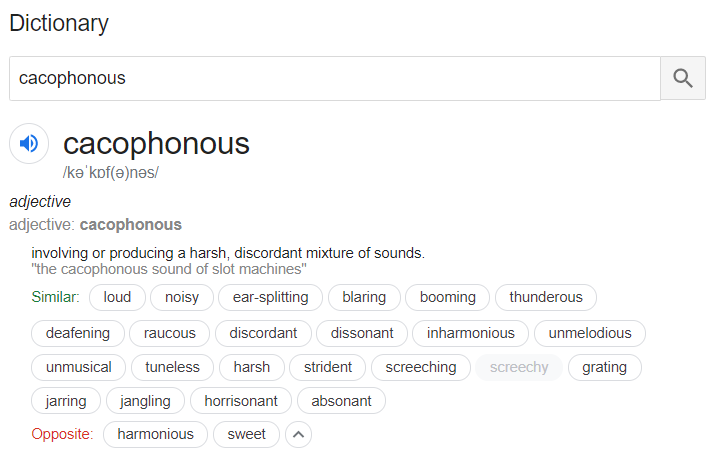 Dictionary
cacophonous
cacophonous
/kəˈkɒf(ə)nəs/
adjective
adjective: cacophonous
involving or producing a harsh, discordant mixture of sounds.
"the cacophonous sound of slot machines"
Similar: loud noisy ear-splitting blaring booming thunderous
deafening raucous discordant dissonant inharmonious unmelodious
unmusical tuneless harsh strident screeching screechy grating
jarring jangling horrisonant absonant
Opposite: harmonious sweet